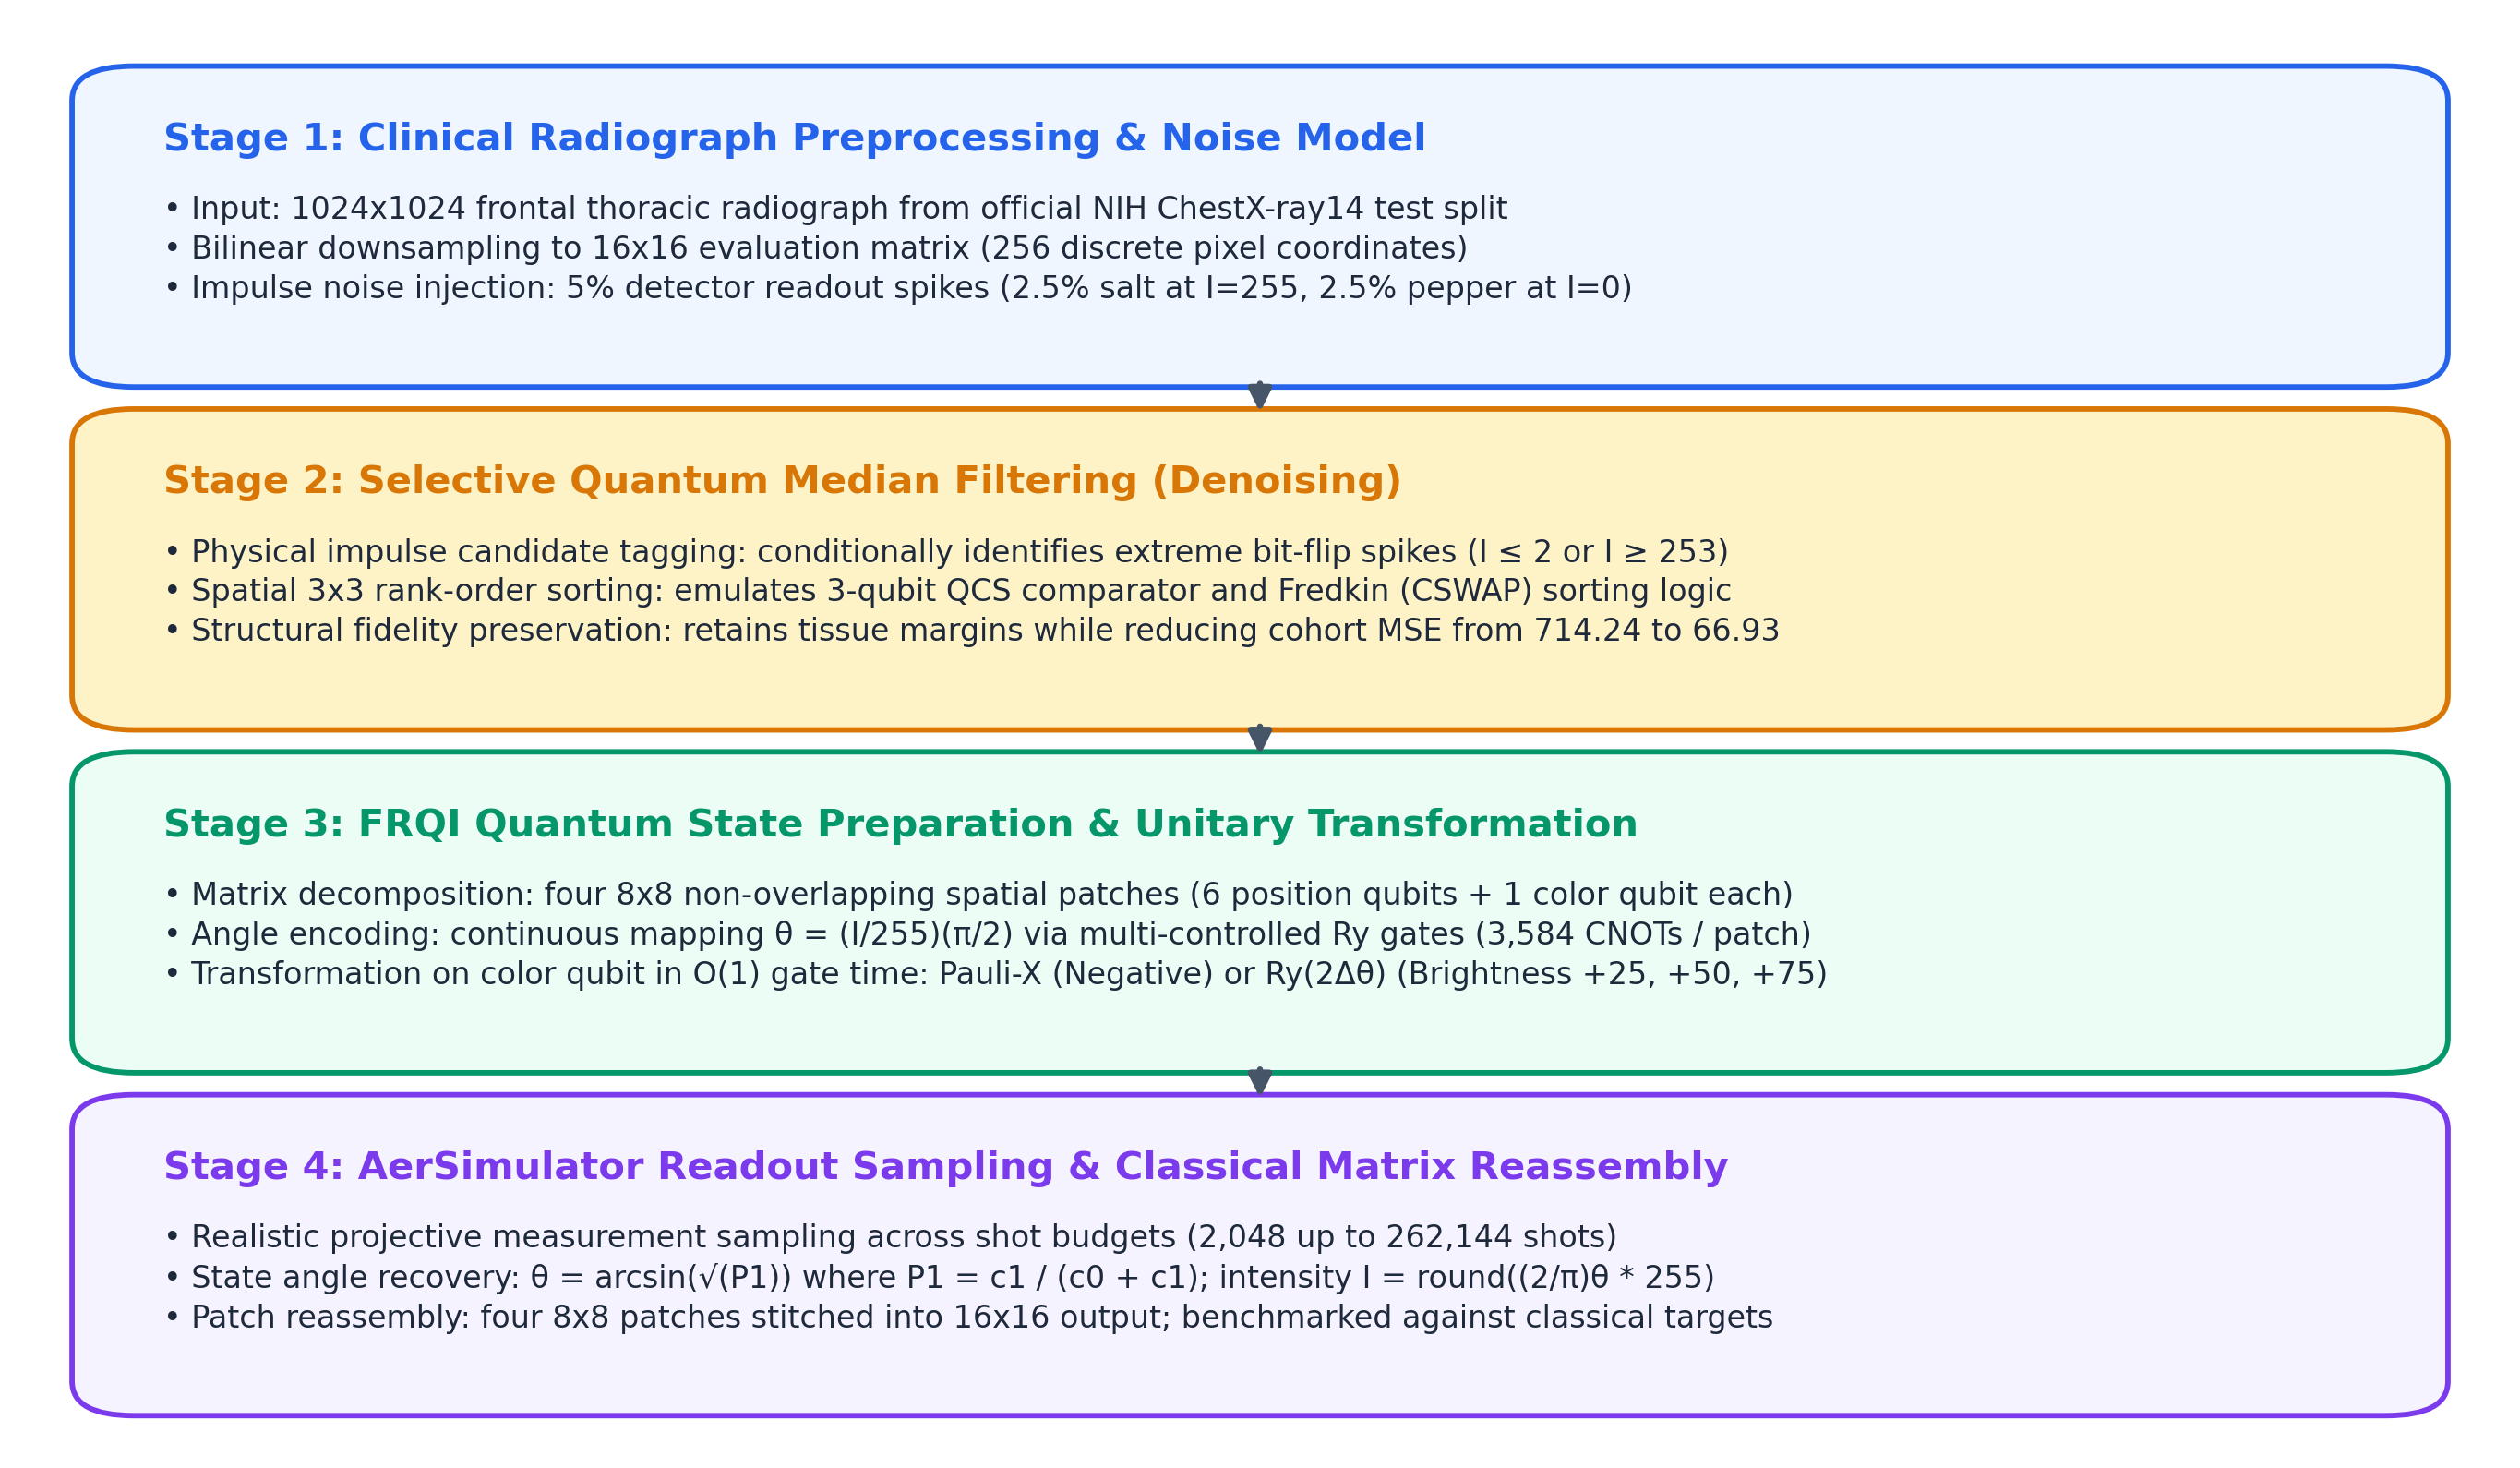 Stage 1: Clinical Radiograph Preprocessing & Noise Model
• Input: 1024x1024 frontal thoracic radiograph from official NIH ChestX-ray14 test split
• Bilinear downsampling to 16x16 evaluation matrix (256 discrete pixel coordinates)
• Impulse noise injection: 5% detector readout spikes (2.5% salt at I=255, 2.5% pepper at I=0)
Stage 2: Selective Quantum Median Filtering (Denoising)
• Physical impulse candidate tagging: conditionally identifies extreme bit-flip spikes (I ≤ 2 or I ≥ 253)
• Spatial 3x3 rank-order sorting: emulates 3-qubit QCS comparator and Fredkin (CSWAP) sorting logic
• Structural fidelity preservation: retains tissue margins while reducing cohort MSE from 714.24 to 66.93
Stage 3: FRQI Quantum State Preparation & Unitary Transformation
• Matrix decomposition: four 8x8 non-overlapping spatial patches (6 position qubits + 1 color qubit each)
• Angle encoding: continuous mapping θ = (I/255)(π/2) via multi-controlled Ry gates (3,584 CNOTs / patch)
• Transformation on color qubit in O(1) gate time: Pauli-X (Negative) or Ry(2Δθ) (Brightness +25, +50, +75)
Stage 4: AerSimulator Readout Sampling & Classical Matrix Reassembly
• Realistic projective measurement sampling across shot budgets (2,048 up to 262,144 shots)
• State angle recovery: θ = arcsin(√(P1)) where P1 = c1 / (c0 + c1); intensity I = round((2/π)θ * 255)
• Patch reassembly: four 8x8 patches stitched into 16x16 output; benchmarked against classical targets